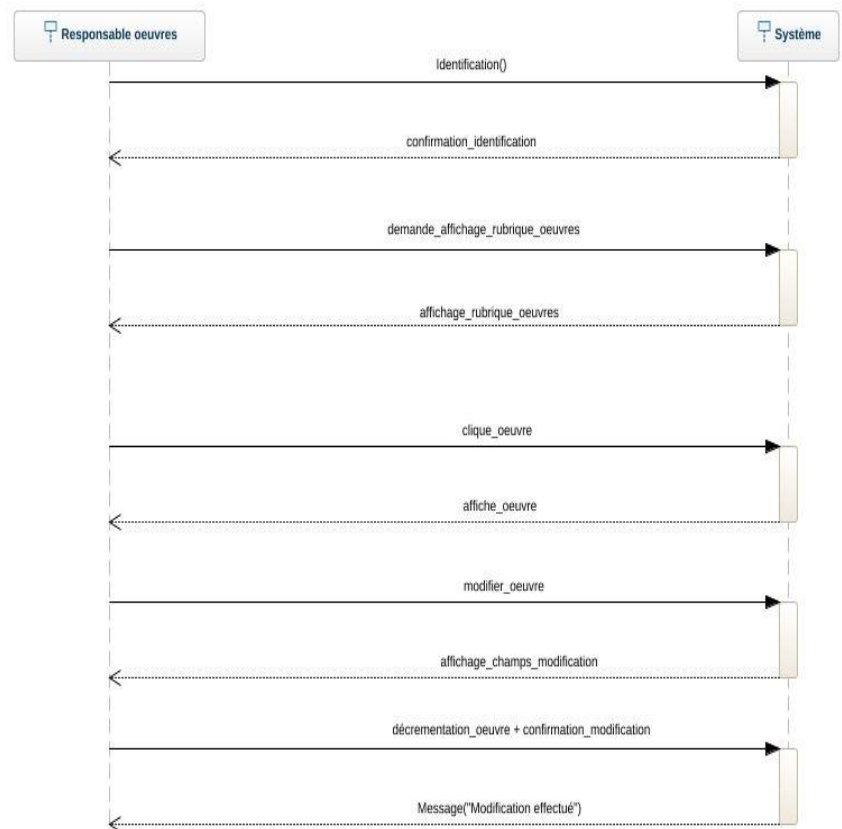 Responsable oeuvres
Système
Identification()
confirmation_identification
demande_affichage_rubrique_oeuvres
affichage_rubrique_oeuvres
clique_oeuvre
affiche_oeuvre
modifier_oeuvre
affichage_champs_modification
décrementation_oeuvre + confirmation_modification
Message("Modification effectué")